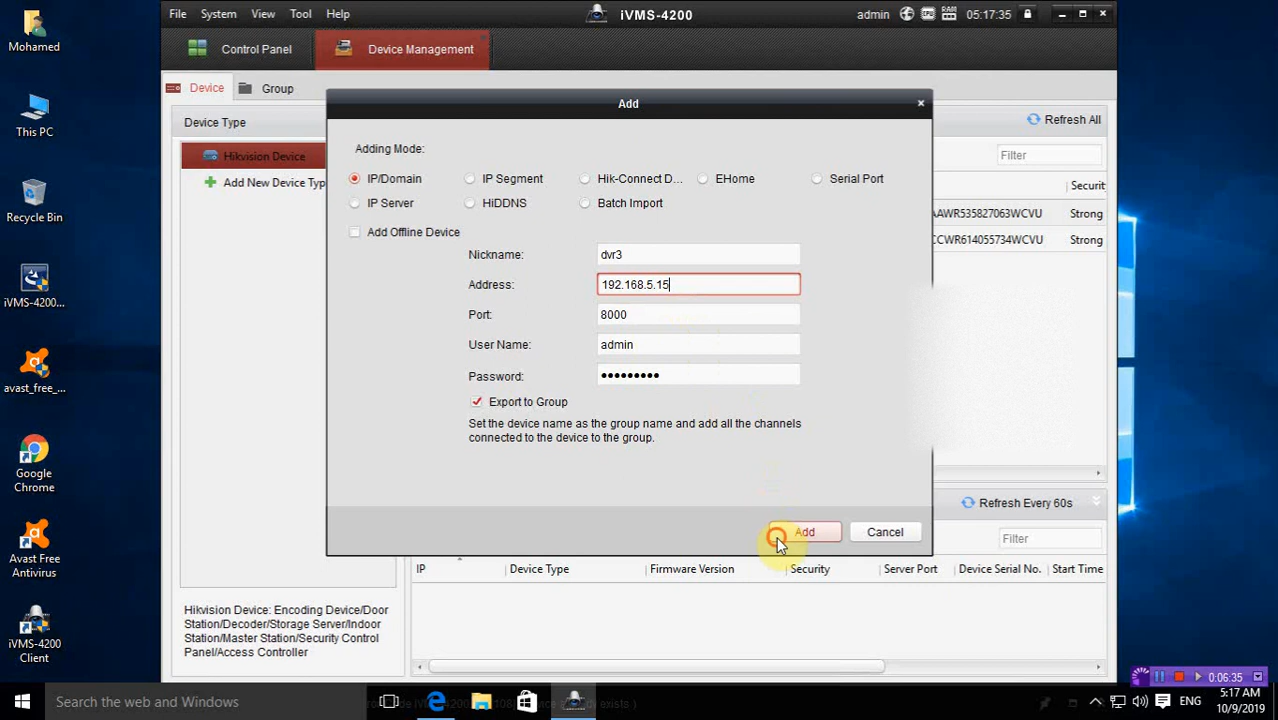 Mohamed
This PC
Recycle Bin
iVMS-4200...
avast_free_...
Google
Chrome
Avast Free
Antivirus
iVMS-4200
Client
File System View Tool Help
iVMS-4200
admin
RAM
05:17:35
Control Panel
Device Management
Device
Group
Device Type
Refresh All
Hikvision Device
Filter
Add New Device Typ
Securit
AAWR535827063WCVU Strong
CCWR614055734WCVU Strong
Add
Adding Mode:
IP/Domain
IP Segment
Hik-Connect D...
EHome
Serial Port
IP Server
HiDDNS
Batch Import
Add Offline Device
Nickname: dvr3
Address: 192.168.5.15
Port: 8000
User Name: admin
Password: ●●●●●●●●●
Export to Group
Set the device name as the group name and add all the channels
connected to the device to the group.
Add
Cancel
Refresh Every 60s
Filter
IP Device Type Firmware Version Security Server Port Device Serial No. Start Time
Hikvision Device: Encoding Device/Door
Station/Decoder/Storage Server/Indoor
Station/Master Station/Security Control
Panel/Access Controller
0:06:35
Search the web and Windows
ENG
5:17 AM
10/9/2019